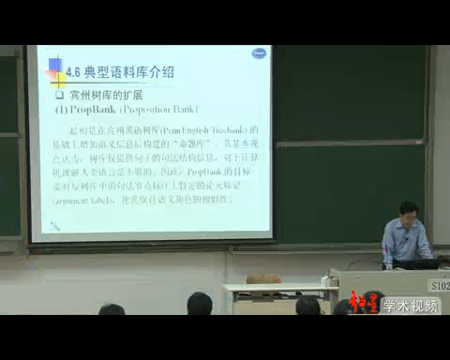 4.6 典型语料库介绍
宾州树库的扩展
(1) PropBank (Proposition Bank)
起初是在宾州英语树库(Penn English Treebank)的
基础上增加语义信息后构建的“命题库”。其基本观
点认为，树库仅提供句子的句法结构信息，对于计算
机理解人类语言是不够的。因此，PropBank的目标
是对原树库中的句法节点标注上特定的论元标记
(argument label)，使其保持语义角色的相似性。
S102
学术视频